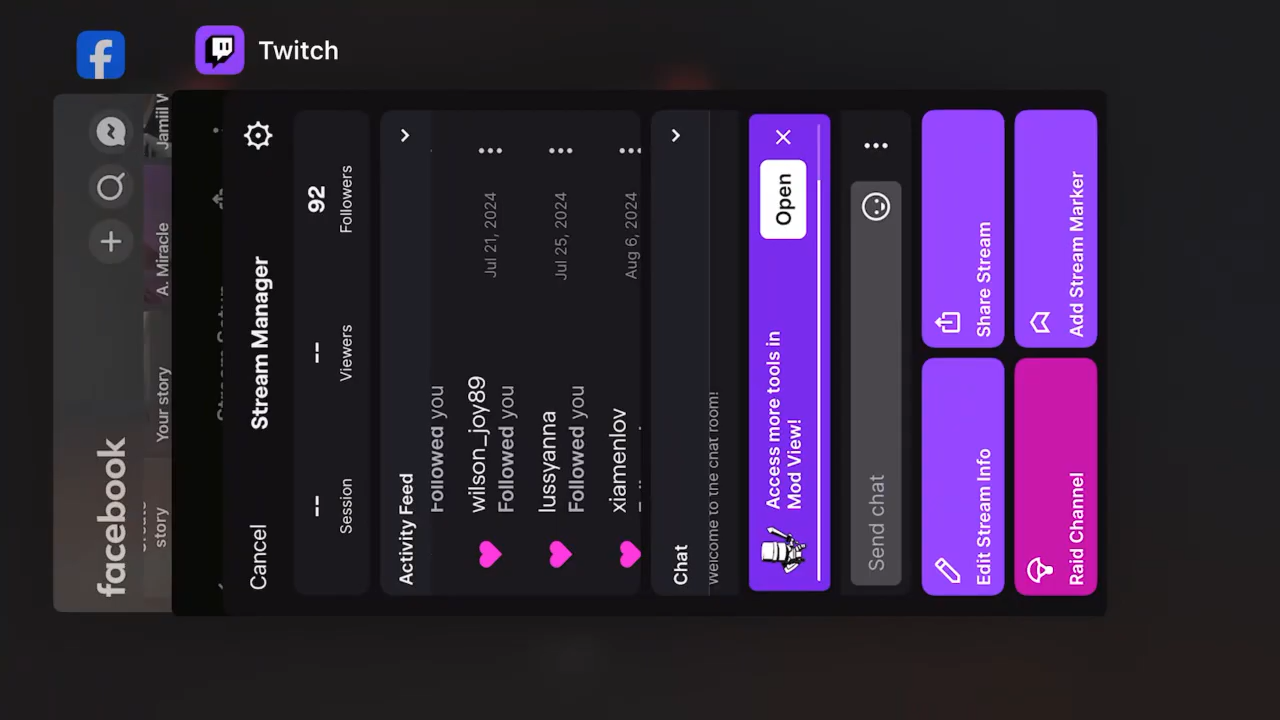 Twitch
facebook
Your story
A. Miracle
Jamiil W
story
Cancel
Stream Manager
--
Session
--
Viewers
92
Followers
Activity Feed
Followed you
wilson_joy89
Followed you
Jul 21, 2024
lussyanna
Followed you
Jul 25, 2024
xiamenlov
Aug 6, 2024
Chat
Welcome to the chat room!
Access more tools in
Mod View!
Open
Send chat
Edit Stream Info
Share Stream
Raid Channel
Add Stream Marker